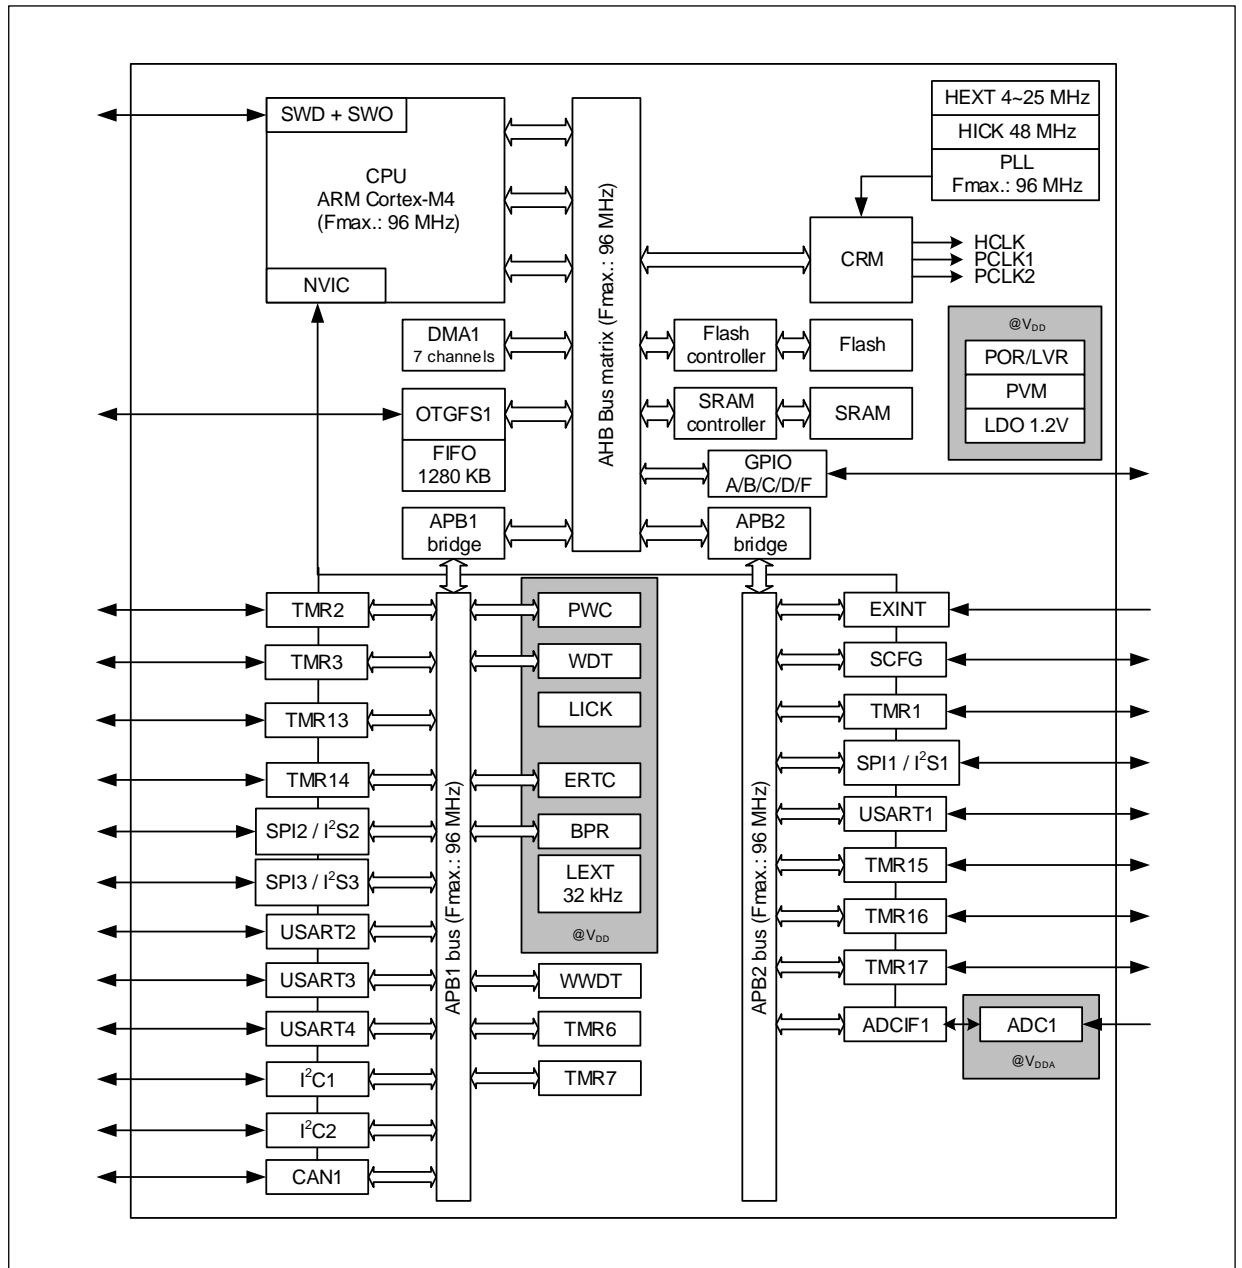 SWD + SWO
CPU
ARM Cortex-M4
(Fmax.: 96 MHz)
NVIC
AHB Bus matrix (Fmax.: 96 MHz)
HEXT 4~25 MHz
HICK 48 MHz
PLL
Fmax.: 96 MHz
CRM
HCLK
PCLK1
PCLK2
DMA1
7 channels
Flash
controller
Flash
@VDD
POR/LVR
PVM
LDO 1.2V
OTGFS1
FIFO
1280 KB
SRAM
controller
SRAM
GPIO
A/B/C/D/F
APB1
bridge
APB2
bridge
TMR2
TMR3
TMR13
TMR14
SPI2 / I²S2
SPI3 / I²S3
USART2
USART3
USART4
I²C1
I²C2
CAN1
APB1 bus (Fmax.: 96 MHz)
PWC
WDT
LICK
ERTC
BPR
LEXT
32 kHz
@VDD
WWDT
TMR6
TMR7
APB2 bus (Fmax.: 96 MHz)
EXINT
SCFG
TMR1
SPI1 / I²S1
USART1
TMR15
TMR16
TMR17
ADCIF1
ADC1
@VDDA